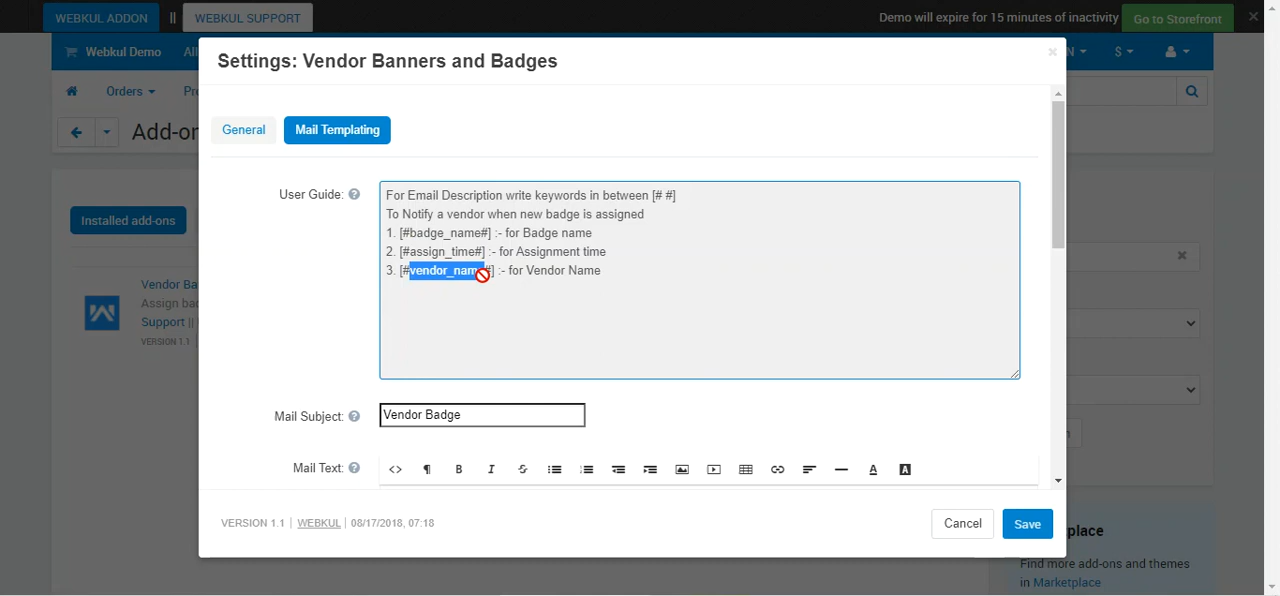 WEBKUL ADDON || WEBKUL SUPPORT Demo will expire for 15 minutes of inactivity Go to Storefront ×
Webkul Demo N $
Settings: Vendor Banners and Badges ×
Orders
General Mail Templating
User Guide: ?
For Email Description write keywords in between [# #]
To Notify a vendor when new badge is assigned
1. [#badge_name#] :- for Badge name
2. [#assign_time#] :- for Assignment time
3. [#vendor_name#] :- for Vendor Name
Installed add-ons
Vendor Ba
Assign bad
Support ||
VERSION 1.1
Mail Subject: ? Vendor Badge
Mail Text: ? <> ¶ B I S A A
VERSION 1.1 | WEBKUL | 08/17/2018, 07:18 Cancel Save
place
Find more add-ons and themes
in Marketplace